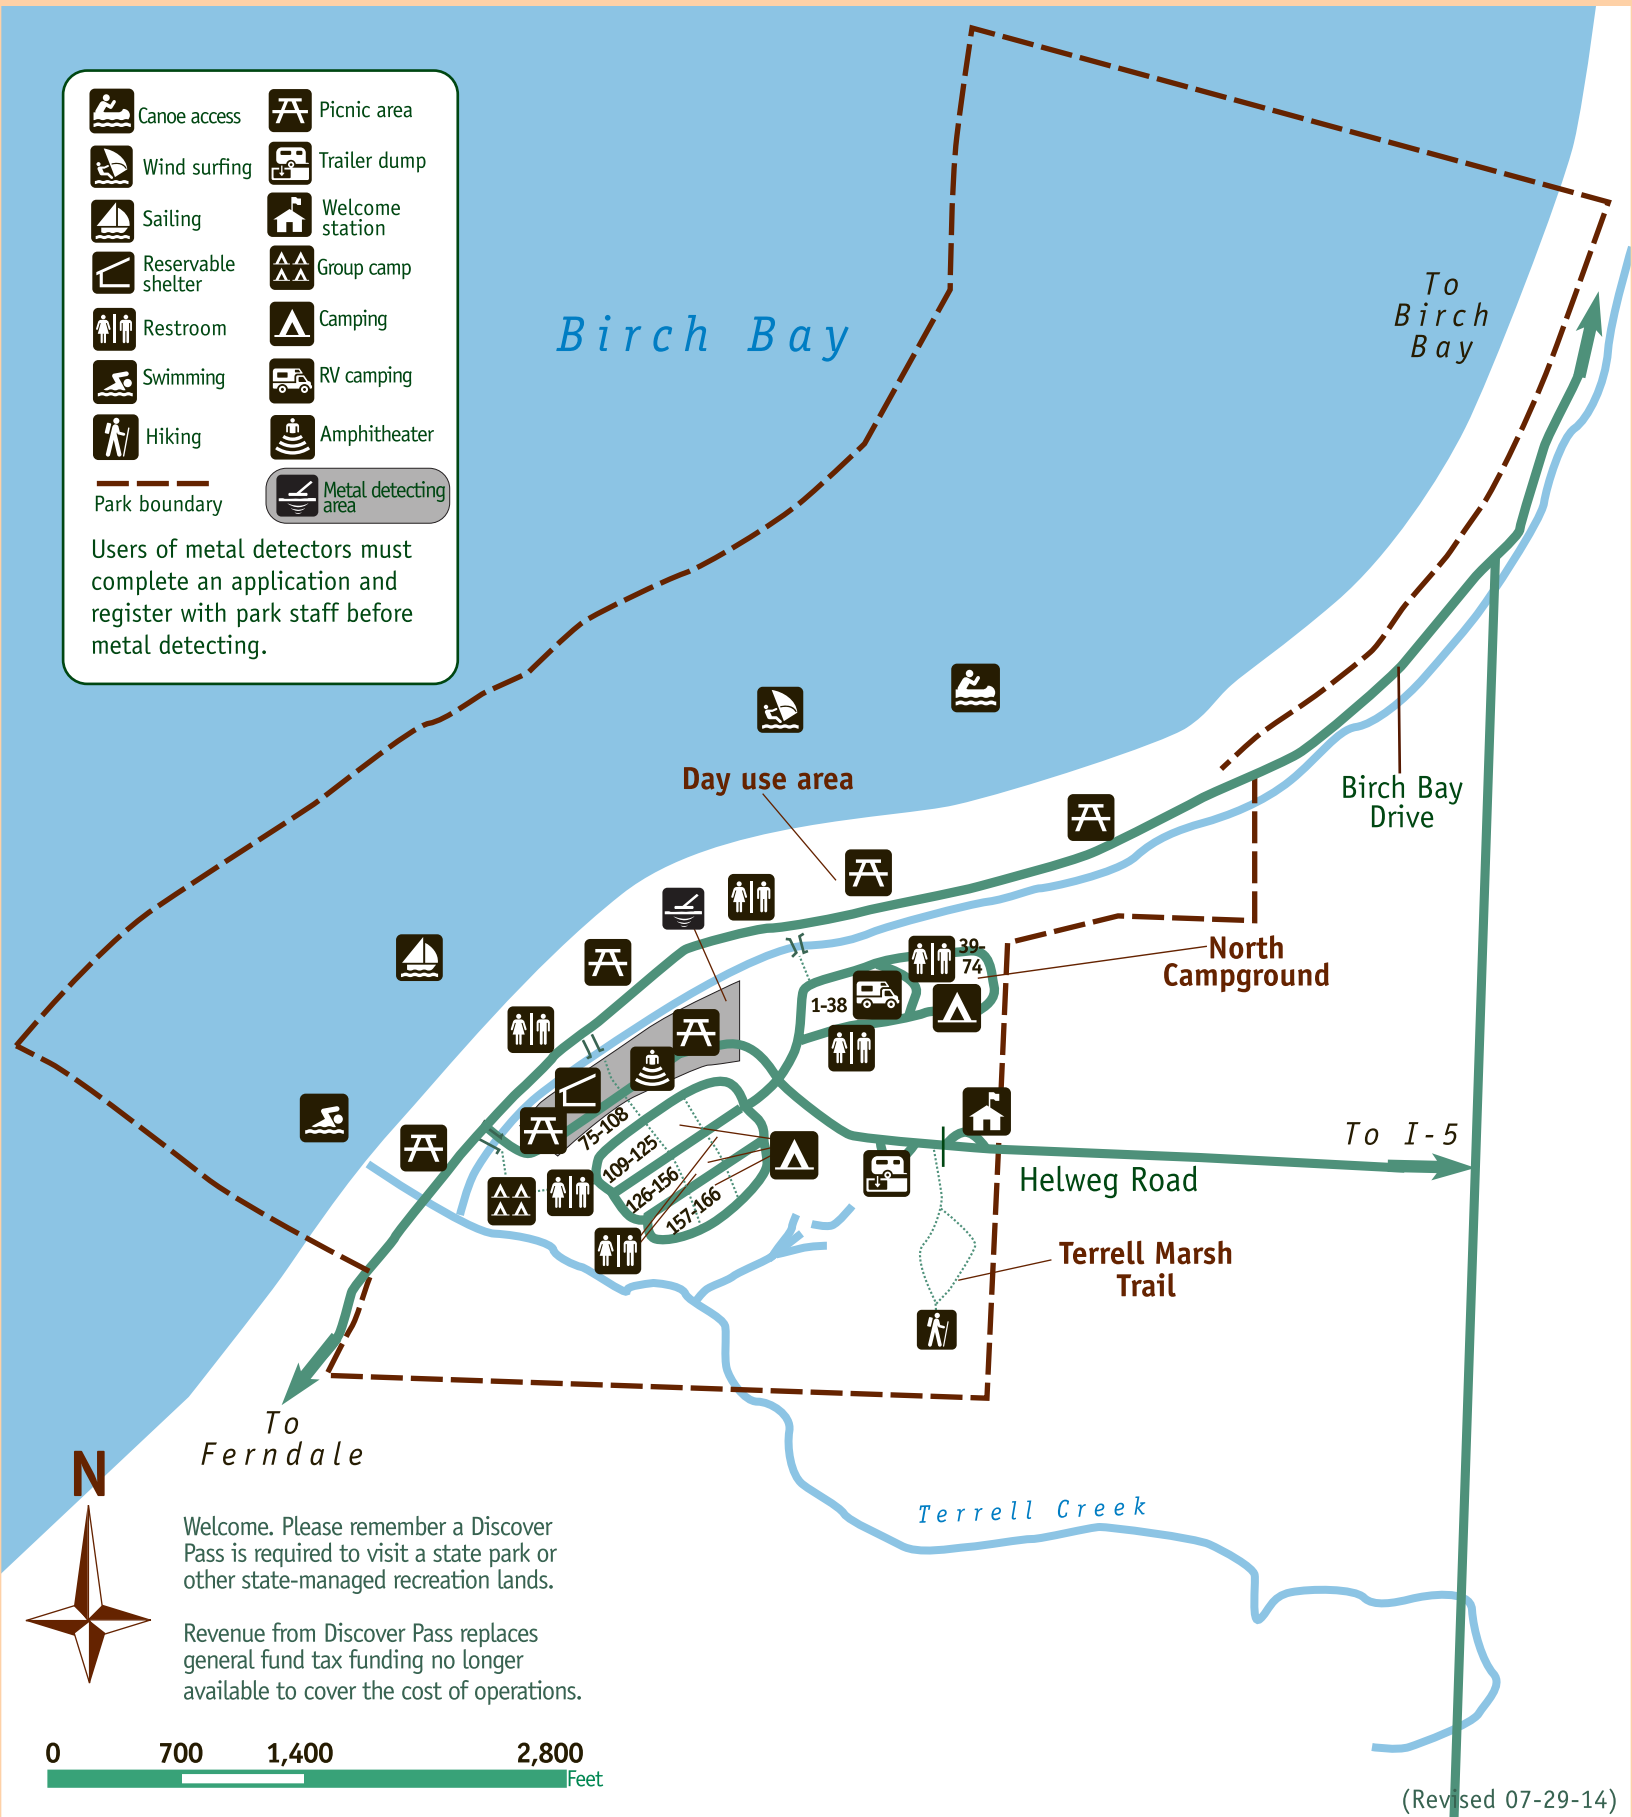 Canoe access
Wind surfing
Sailing
Reservable
shelter
Restroom
Swimming
Hiking
Park boundary
Picnic area
Trailer dump
Welcome
station
Group camp
Camping
RV camping
Amphitheater
Metal detecting
area
Users of metal detectors must
complete an application and
register with park staff before
metal detecting.
Birch Bay
To
Birch
Bay
Day use area
Birch Bay
Drive
North
Campground
39-
74
1-38
75-108
109-125
126-156
157-166
To I-5
Helweg Road
Terrell Marsh
Trail
To
Ferndale
N
Terrell Creek
Welcome. Please remember a Discover
Pass is required to visit a state park or
other state-managed recreation lands.
Revenue from Discover Pass replaces
general fund tax funding no longer
available to cover the cost of operations.
0 700 1,400 2,800
Feet
(Revised 07-29-14)